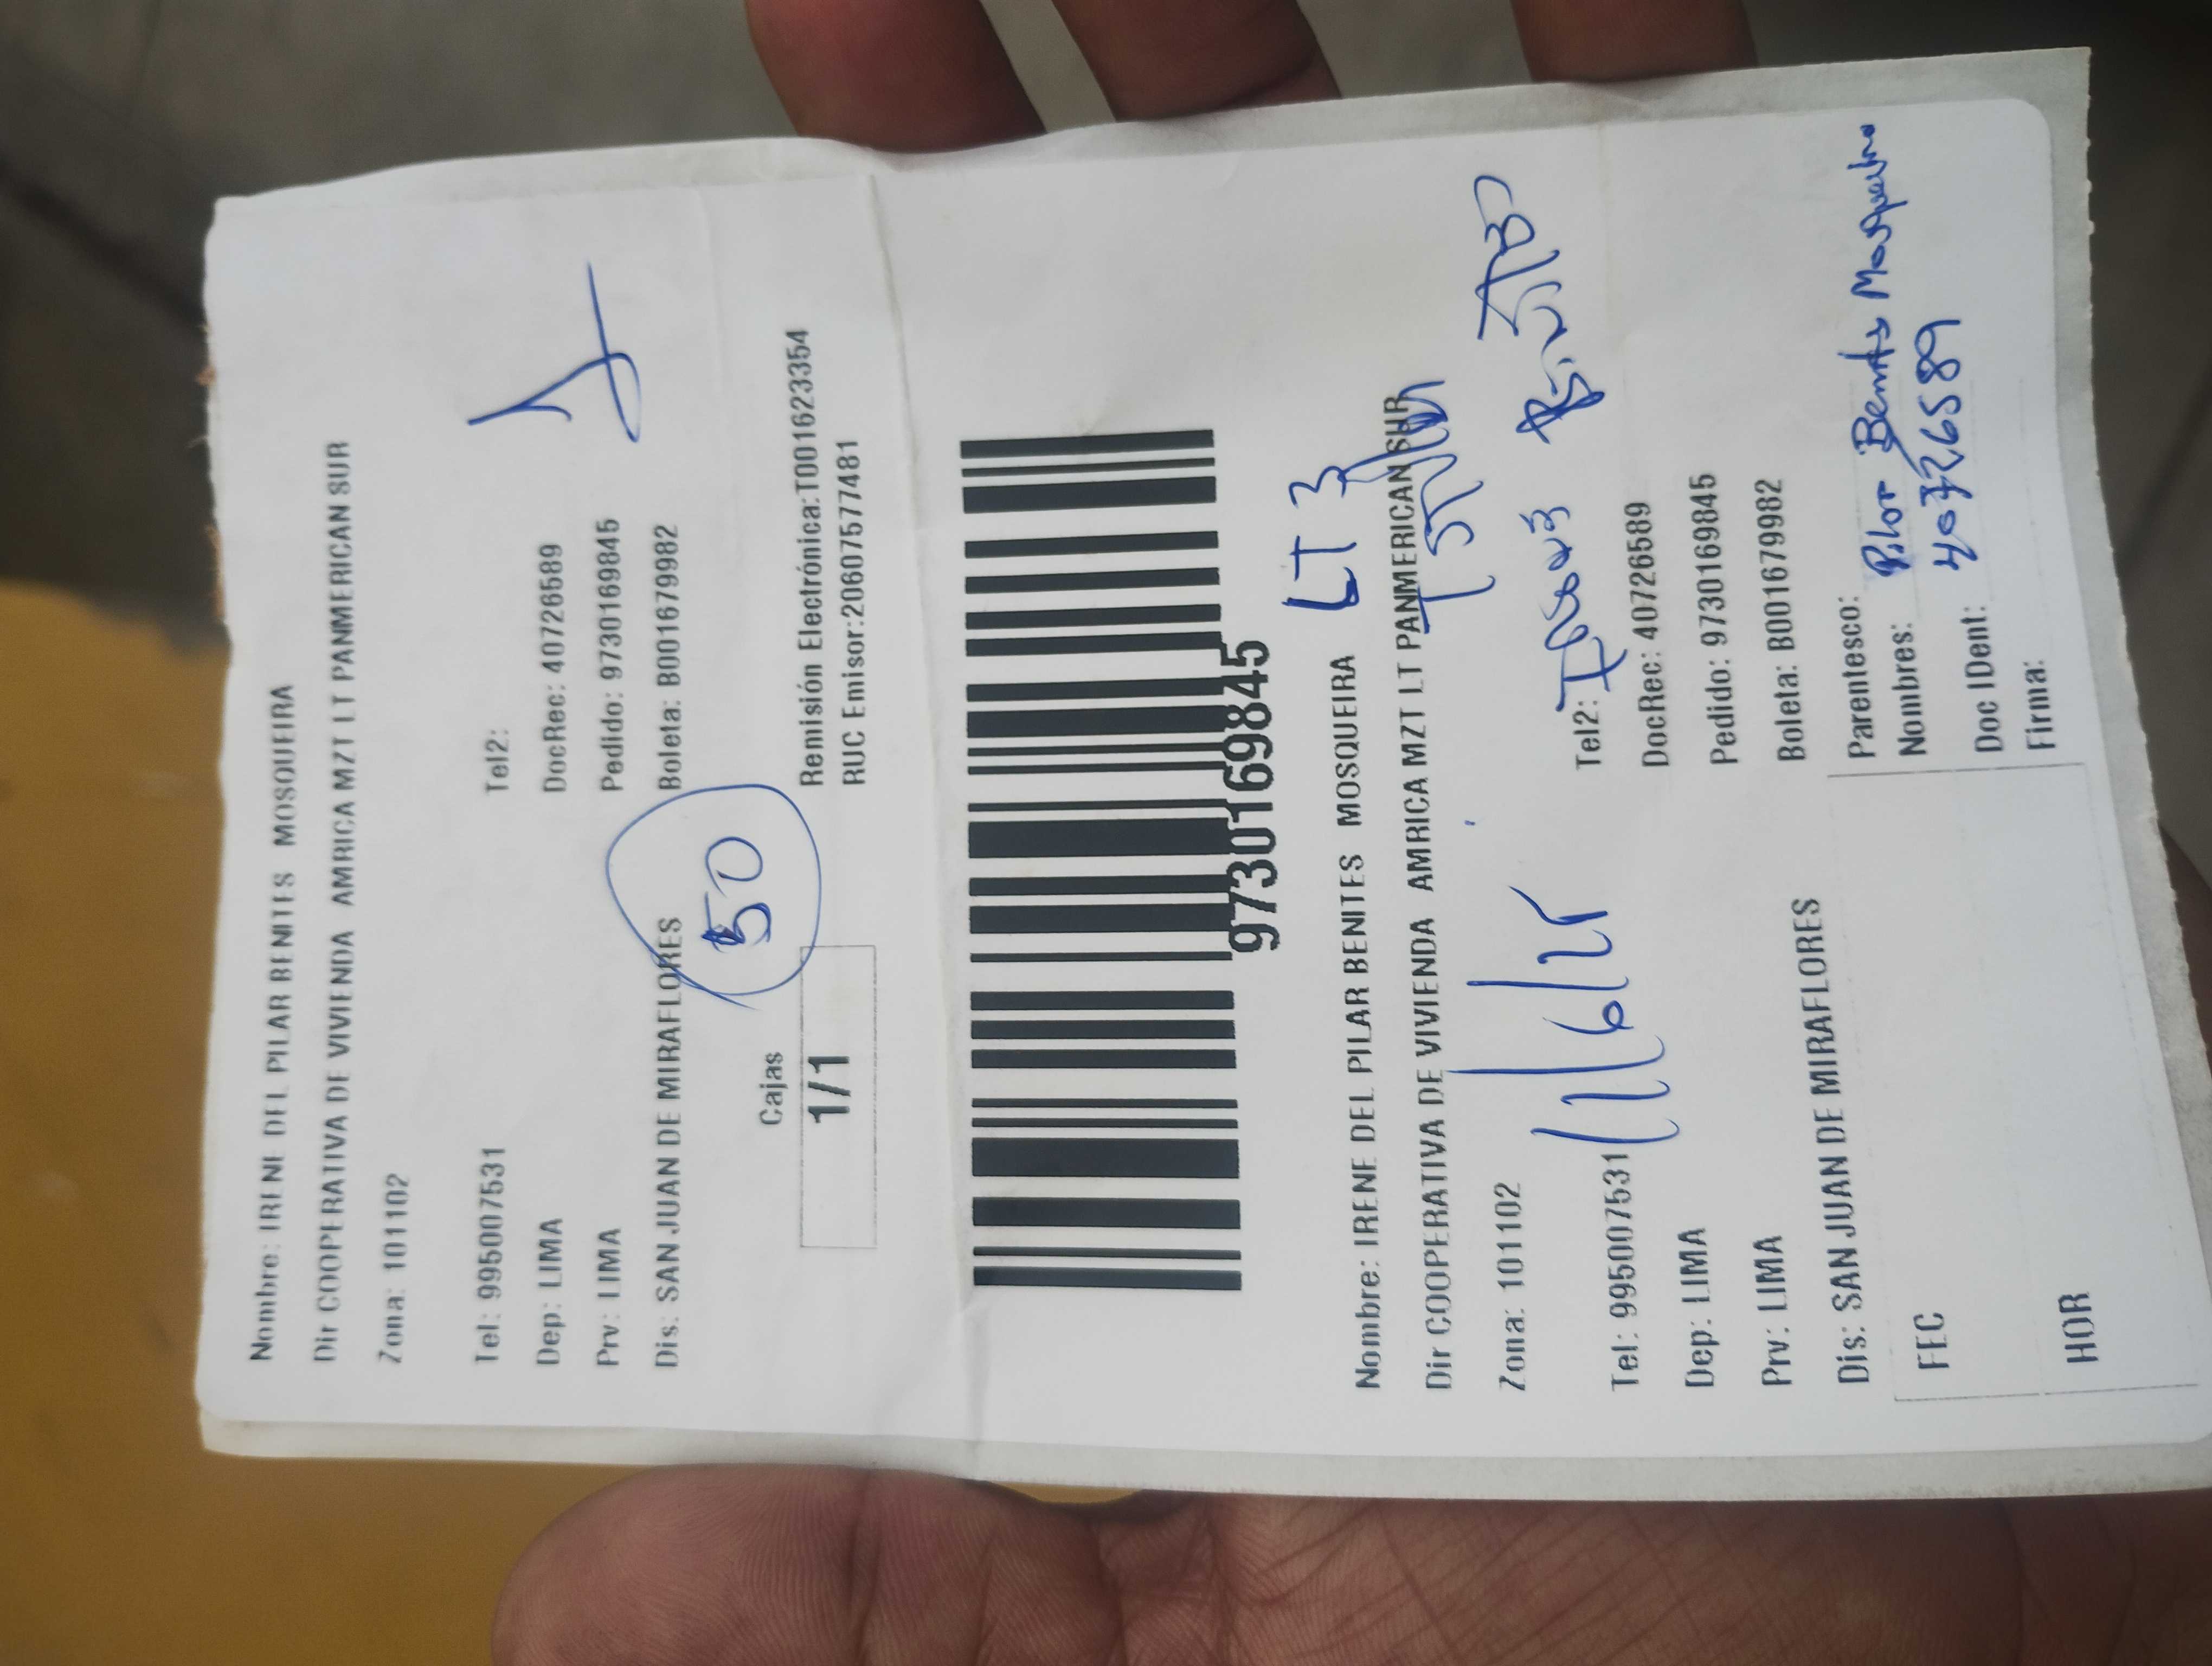 Nombre: IRENE DEL PILAR BENITES MOSQUEIRA
Dir COOPERATIVA DE VIVIENDA AMRICA MZT LT PANMERICAN SUR
Zona: 101102
Tel: 995007531 Tel2:
Dep: LIMA DocRec: 40726589
Prv: LIMA Pedido: 9730169845
Dis: SAN JUAN DE MIRAFLORES Boleta: B001679982
50
Cajas
1/1
Remisión Electrónica:T001623354
RUC Emisor:20607577481
9730169845
LT 3
Nombre: IRENE DEL PILAR BENITES MOSQUEIRA
Dir COOPERATIVA DE VIVIENDA AMRICA MZT LT PANMERICAN SUR
Zona: 101102
Tel: 995007531 Tel2:
Dep: LIMA DocRec: 40726589
Prv: LIMA Pedido: 9730169845
Dis: SAN JUAN DE MIRAFLORES Boleta: B001679982
FEC
HOR
Parentesco:
Nombres: Pilar Benites Mosqueira
Doc IDent: 40726589
Firma: